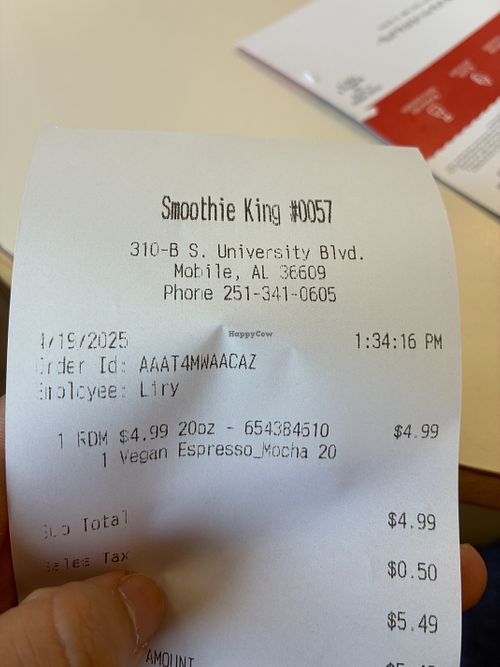 Smoothie King #0057
310-B S. University Blvd.
Mobile, AL 36609
Phone 251-341-0605
HappyCow
4/19/2025 1:34:16 PM
Order Id: AAAT4MWAACAZ
Employee: Liry
1 RDM $4.99 20oz - 654384610 $4.99
1 Vegan Espresso_Mocha 20
Sub Total $4.99
Sales Tax $0.50
$5.49
AMOUNT